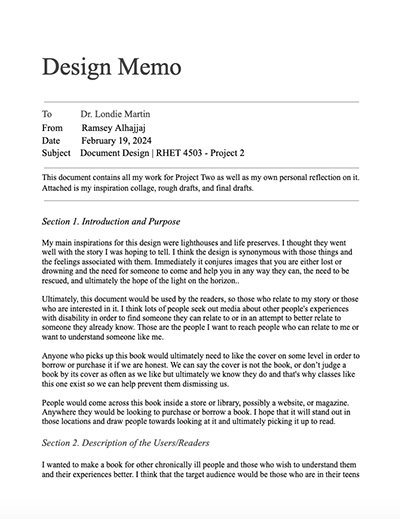 Design Memo
To Dr. Londie Martin
From Ramsey Alhajjaj
Date February 19, 2024
Subject Document Design | RHET 4503 - Project 2
This document contains all my work for Project Two as well as my own personal reflection on it.
Attached is my inspiration collage, rough drafts, and final drafts.
Section 1. Introduction and Purpose
My main inspirations for this design were lighthouses and life preserves. I thought they went
well with the story I was hoping to tell. I think the design is synonymous with those things and
the feelings associated with them. Immediately it conjures images that you are either lost or
drowning and the need for someone to come and help you in any way they can, the need to be
rescued, and ultimately the hope of the light on the horizon..
Ultimately, this document would be used by the readers, so those who relate to my story or those
who are interested in it. I think lots of people seek out media about other people's experiences
with disability in order to find someone they can relate to or in an attempt to better relate to
someone they already know. Those are the people I want to reach people who can relate to me or
want to understand someone like me.
Anyone who picks up this book would ultimately need to like the cover on some level in order to
borrow or purchase it if we are honest. We can say the cover is not the book, or don't judge a
book by its cover as often as we like but ultimately we know they do and that's why classes like
this one exist so we can help prevent them dismissing us.
People would come across this book inside a store or library, possibly a website, or magazine.
Anywhere they would be looking to purchase or borrow a book. I hope that it will stand out in
those locations and draw people towards looking at it and ultimately picking it up to read.
Section 2. Description of the Users/Readers
I wanted to make a book for other chronically ill people and those who wish to understand them
and their experiences better. I think that the target audience would be those who are in their teens